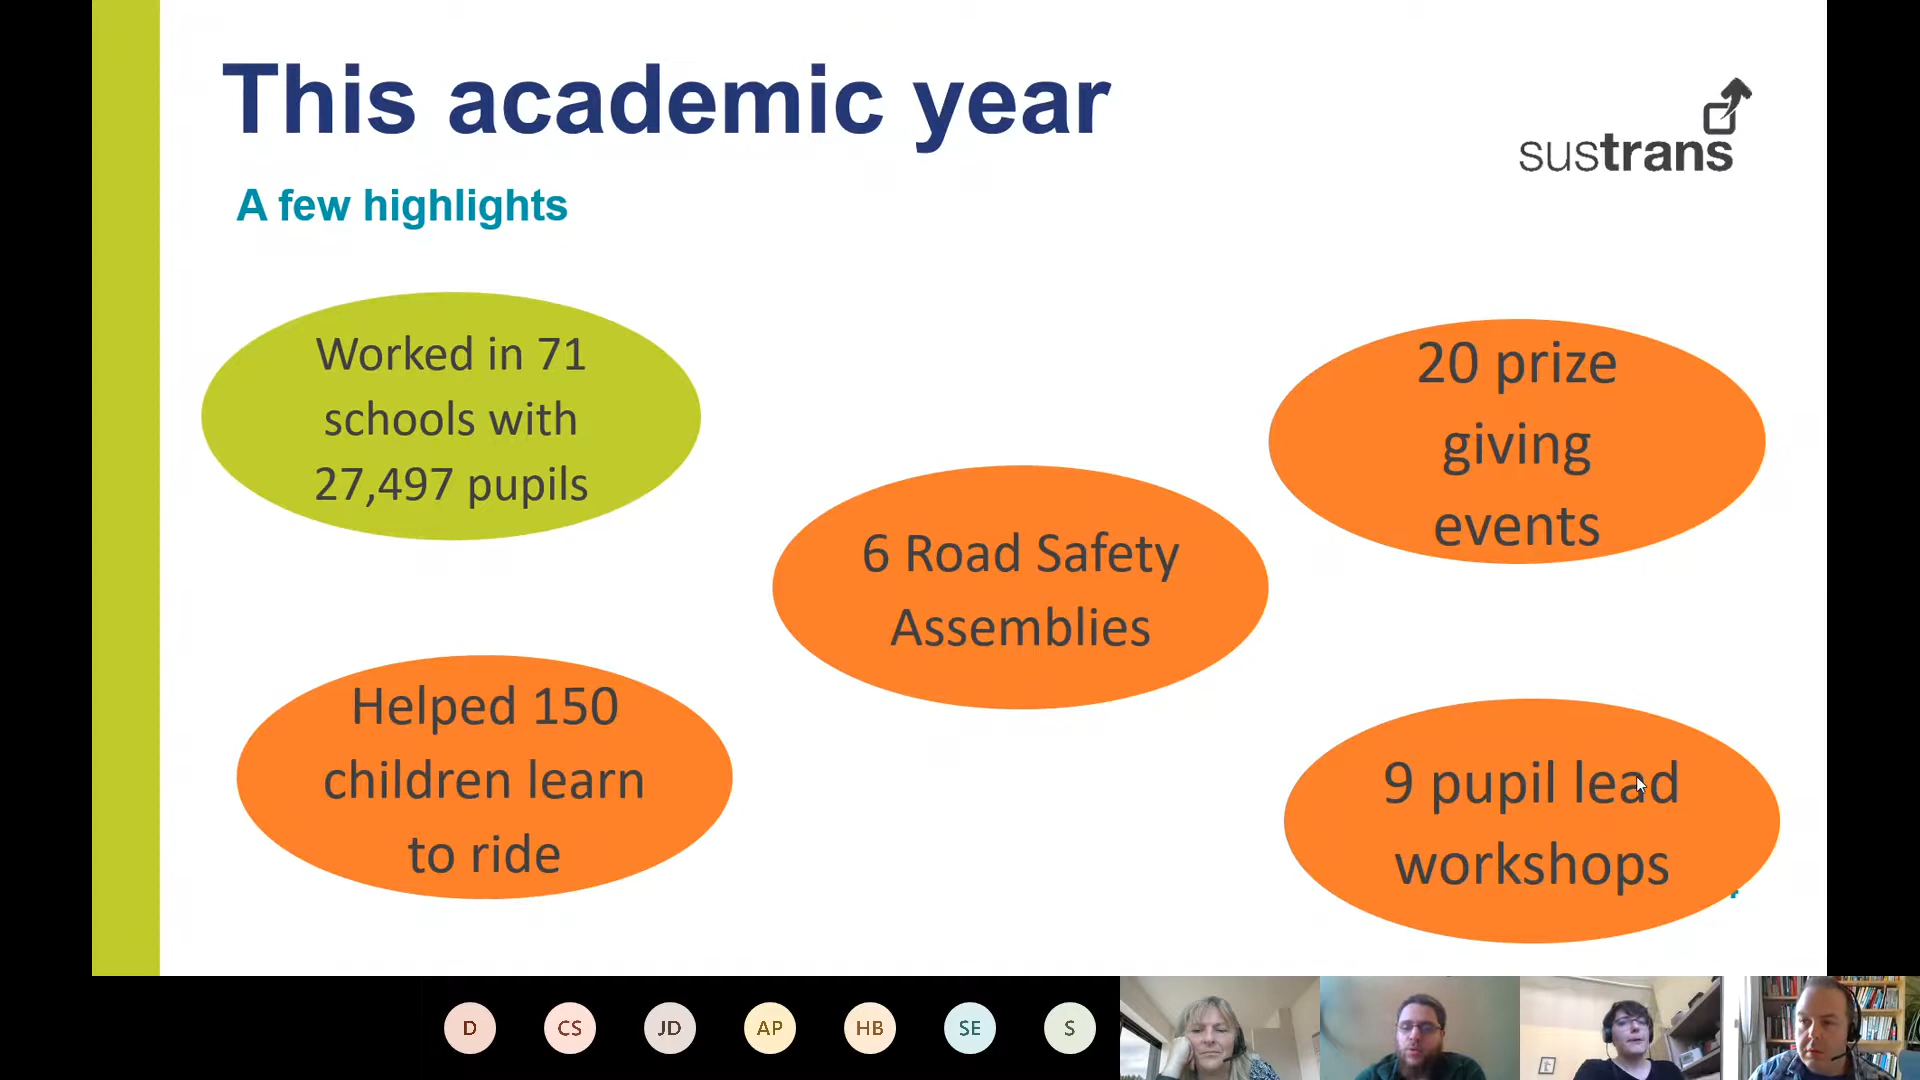 This academic year
sustrans
A few highlights
Worked in 71
schools with
27,497 pupils
20 prize
giving
events
6 Road Safety
Assemblies
Helped 150
children learn
to ride
9 pupil lead
workshops
D
CS
JD
AP
HB
SE
S